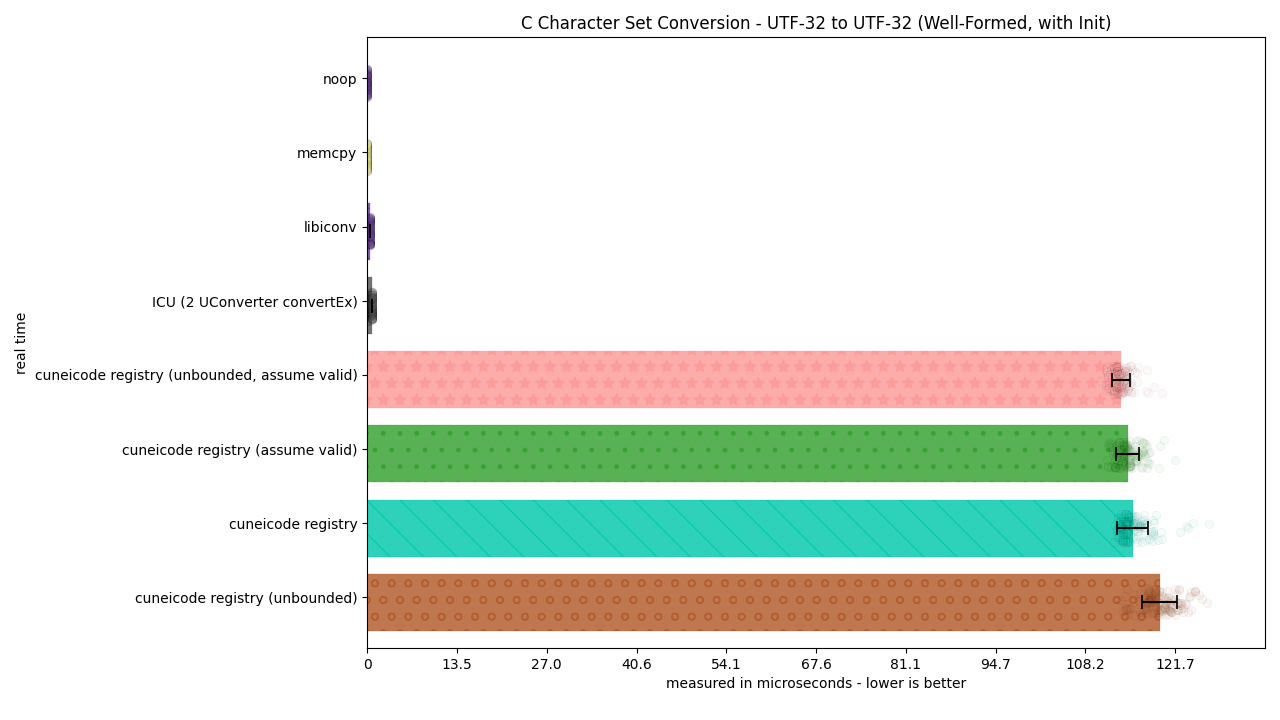 C Character Set Conversion - UTF-32 to UTF-32 (Well-Formed, with Init)
real time
noop
memcpy
libiconv
ICU (2 UConverter convertEx)
cuneicode registry (unbounded, assume valid)
cuneicode registry (assume valid)
cuneicode registry
cuneicode registry (unbounded)
0 13.5 27.0 40.6 54.1 67.6 81.1 94.7 108.2 121.7
measured in microseconds - lower is better